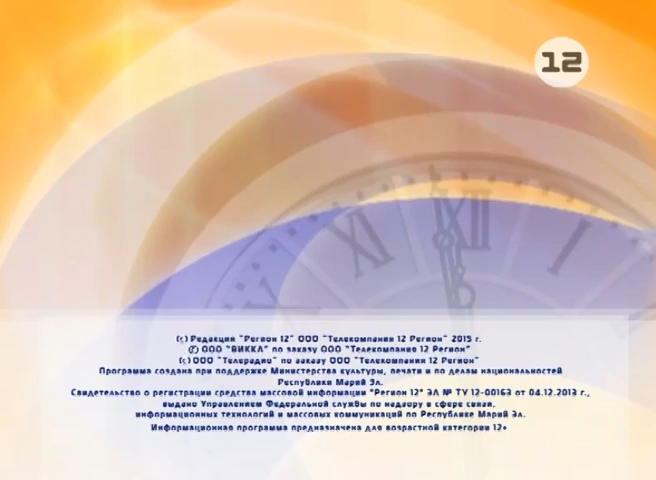 12
XI XII I
(c) Редакция "Регион 12" ООО "Телекомпания 12 Регион" 2015 г.
(c) ООО "ВИККА" по заказу ООО "Телекомпания 12 Регион"
(c) ООО "Телерадио" по заказу ООО "Телекомпания 12 Регион"
Программа создана при поддержке Министерства культуры, печати и по делам национальностей
Республики Марий Эл.
Свидетельство о регистрации средства массовой информации "Регион 12" ЭЛ № ТУ 12-00163 от 04.12.2013 г.,
выдано Управлением Федеральной службы по надзору в сфере связи,
информационных технологий и массовых коммуникаций по Республике Марий Эл.
Информационная программа предназначена для возрастной категории 12+